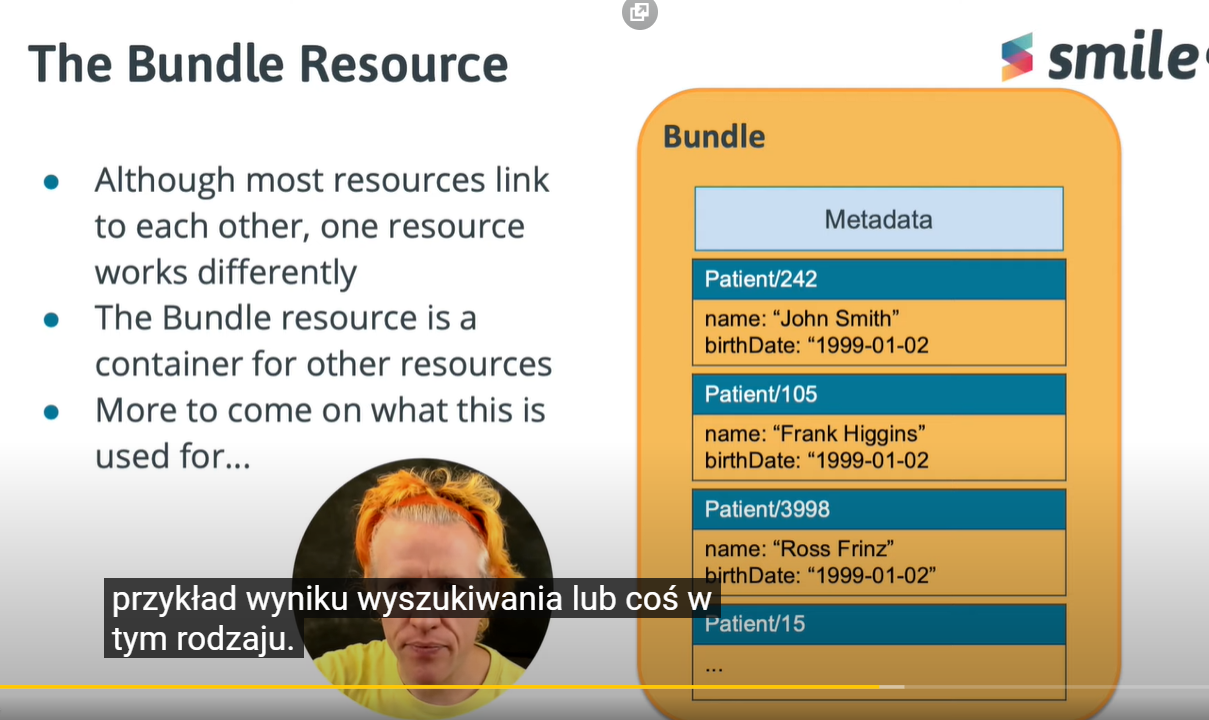 The Bundle Resource
smile
Although most resources link
to each other, one resource
works differently
The Bundle resource is a
container for other resources
More to come on what this is
used for...
Bundle
Metadata
Patient/242
name: “John Smith”
birthDate: “1999-01-02
Patient/105
name: “Frank Higgins”
birthDate: “1999-01-02
Patient/3998
name: “Ross Frinz”
birthDate: “1999-01-02”
Patient/15
...
przykład wyniku wyszukiwania lub coś w
tym rodzaju.